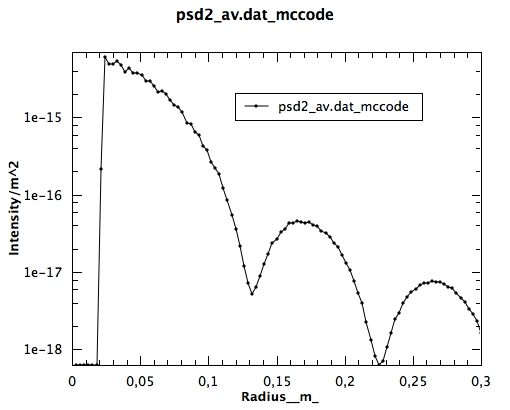 psd2_av.dat_mccode
psd2_av.dat_mccode
Intensity/m^2
1e-15
1e-16
1e-17
1e-18
0 0,05 0,1 0,15 0,2 0,25 0,3
Radius__m_